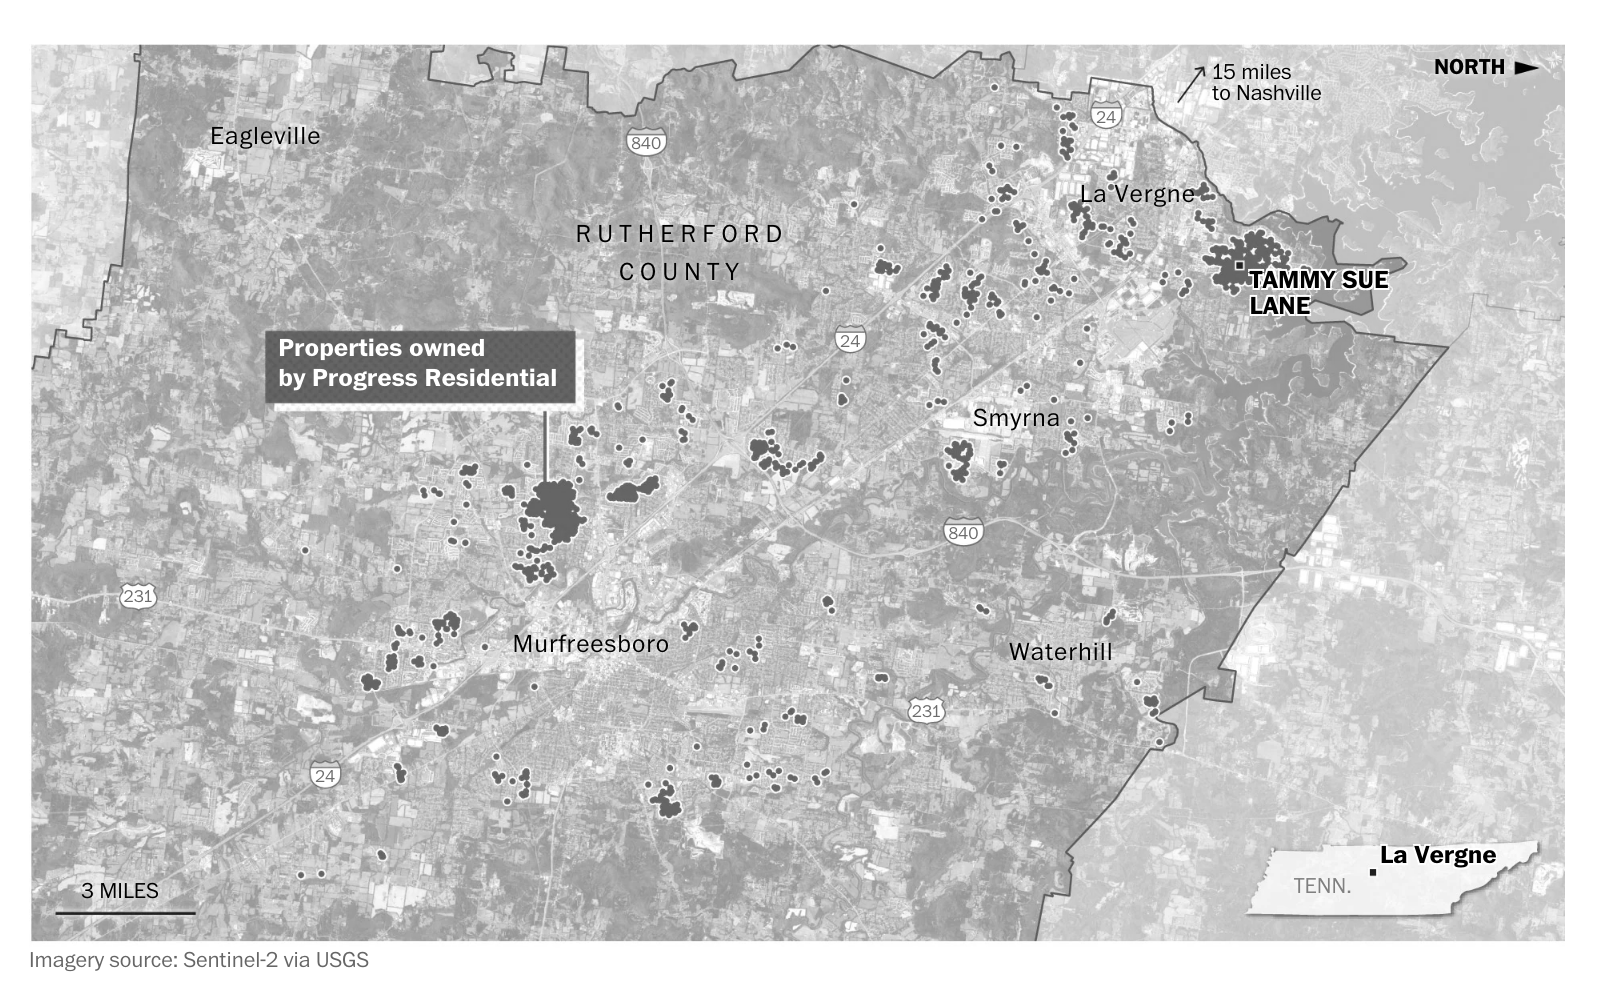 NORTH
15 miles
to Nashville
24
Eagleville
840
La Vergne
RUTHERFORD
COUNTY
TAMMY SUE
LANE
24
Properties owned
by Progress Residential
Smyrna
840
231
Murfreesboro
Waterhill
231
24
La Vergne
TENN.
3 MILES
Imagery source: Sentinel-2 via USGS